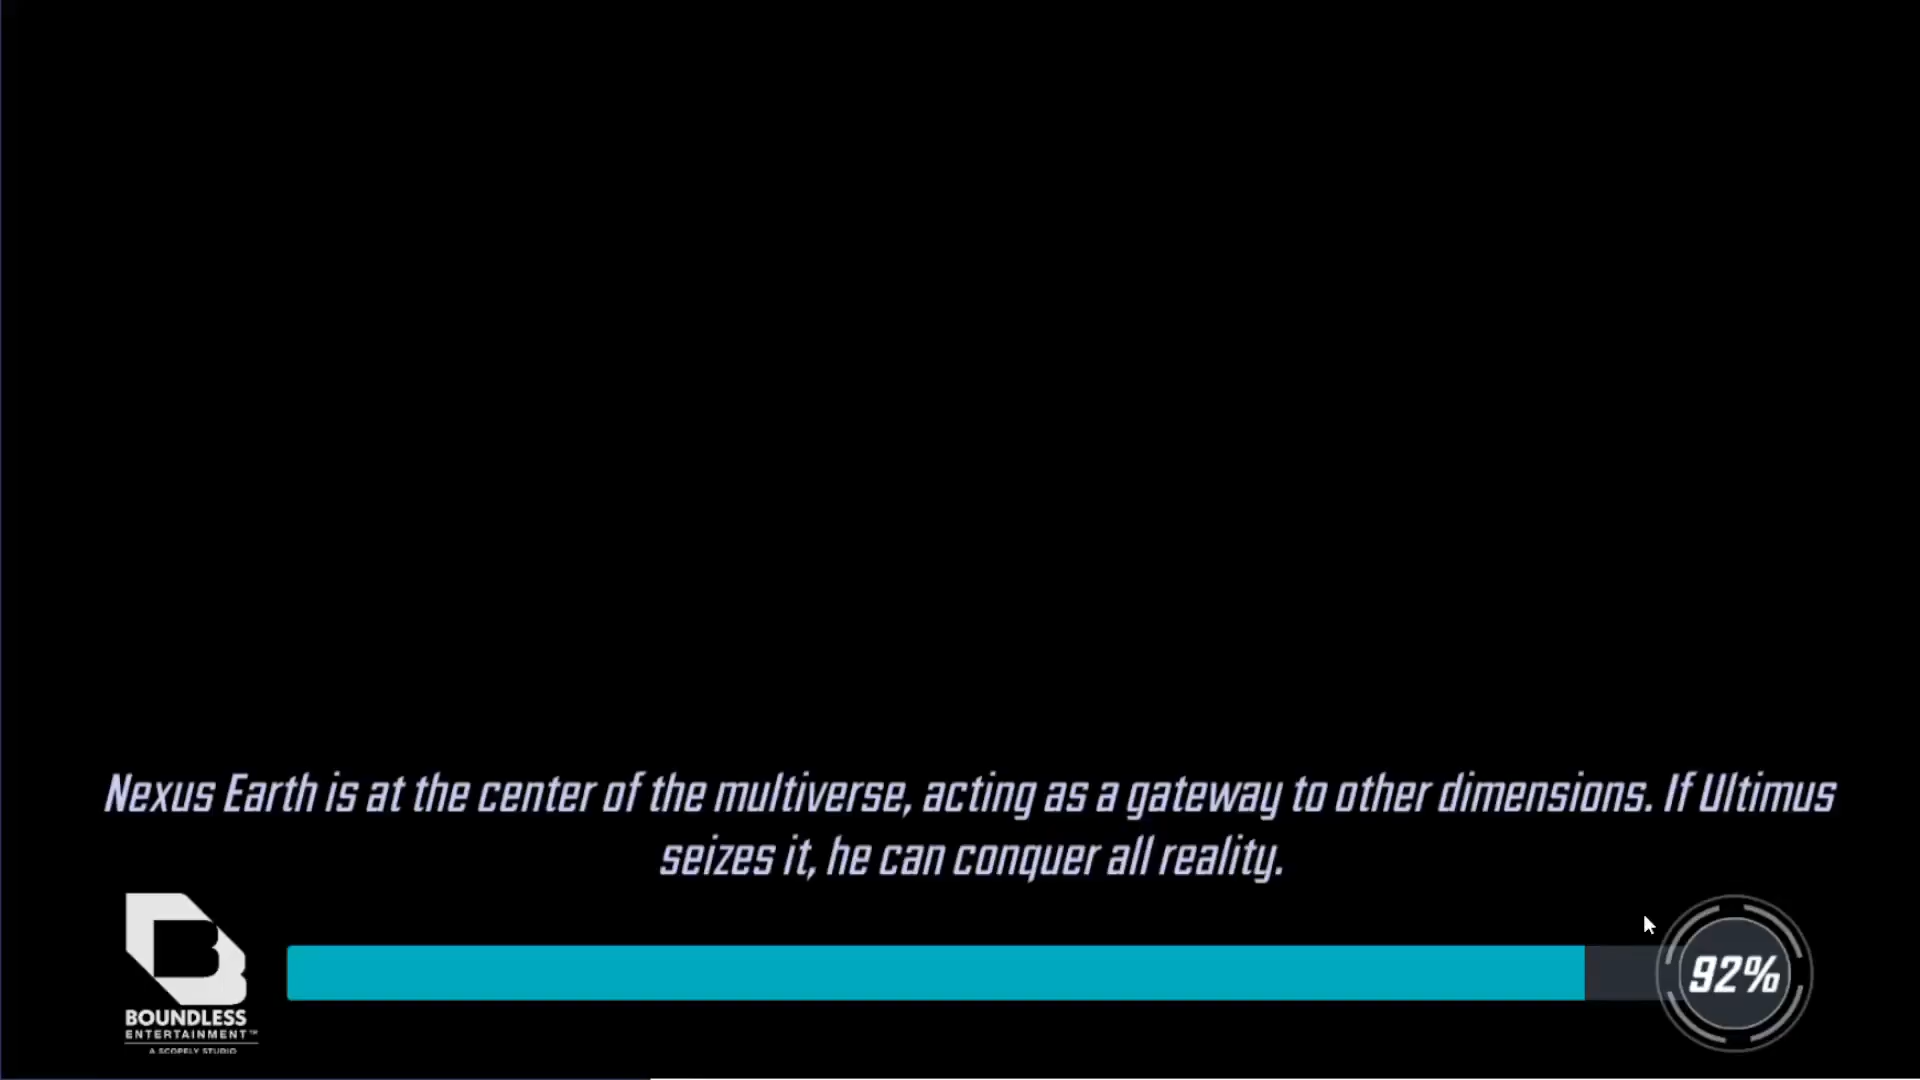 Nexus Earth is at the center of the multiverse, acting as a gateway to other dimensions. If Ultimus
seizes it, he can conquer all reality.
92%
BOUNDLESS
ENTERTAINMENT™
A SCOPELY STUDIO